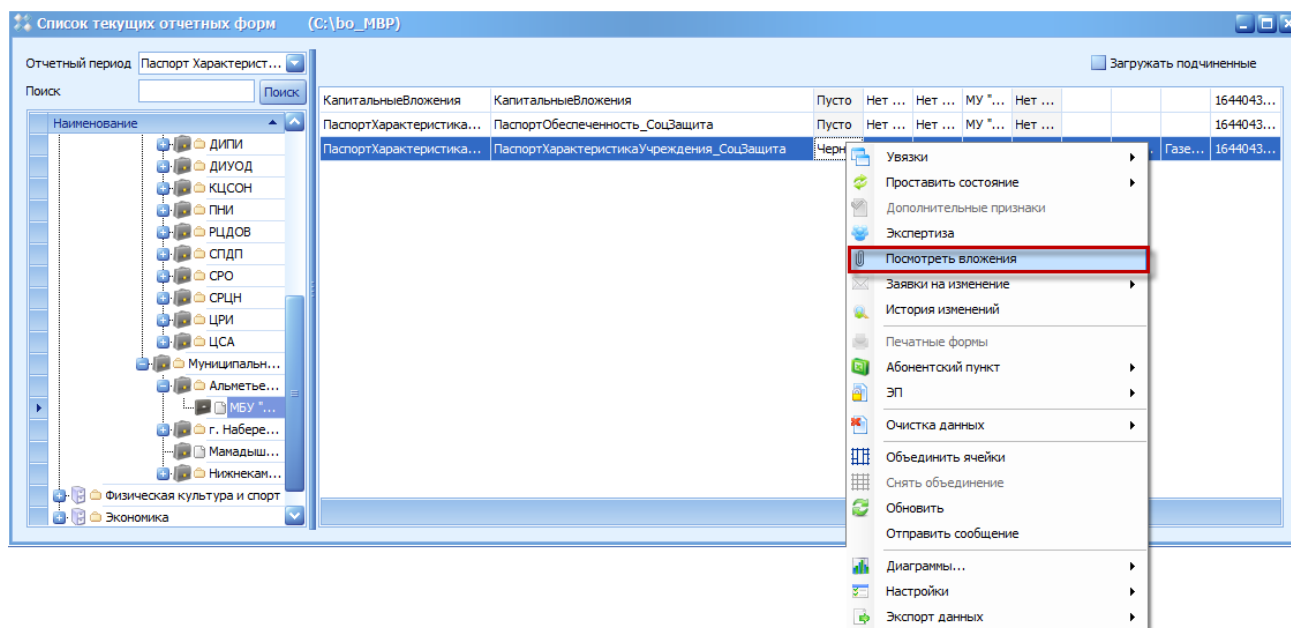 Список текущих отчетных форм (C:\bo_MBP)
Отчетный период Паспорт Характерист... Загружать подчиненные
Поиск Поиск
Наименование
ДИПИ
ДИУОД
КЦСОН
ПНИ
РЦДОВ
СПДП
СРО
СРЦН
ЦРИ
ЦСА
Муниципальн...
Альметье...
МБУ "...
г. Набере...
Мамадыш...
Нижнекам...
Физическая культура и спорт
Экономика
КапитальныеВложения КапитальныеВложения Пусто Нет ... Нет ... МУ "... Нет ... 1644043...
ПаспортХарактеристика... ПаспортОбеспеченность_СоцЗащита Пусто Нет ... Нет ... МУ "... Нет ... 1644043...
ПаспортХарактеристика... ПаспортХарактеристикаУчреждения_СоцЗащита Черн Газе... 1644043...
Увязки
Проставить состояние
Дополнительные признаки
Экспертиза
Посмотреть вложения
Заявки на изменение
История изменений
Печатные формы
Абонентский пункт
ЭП
Очистка данных
Объединить ячейки
Снять объединение
Обновить
Отправить сообщение
Диаграммы...
Настройки
Экспорт данных